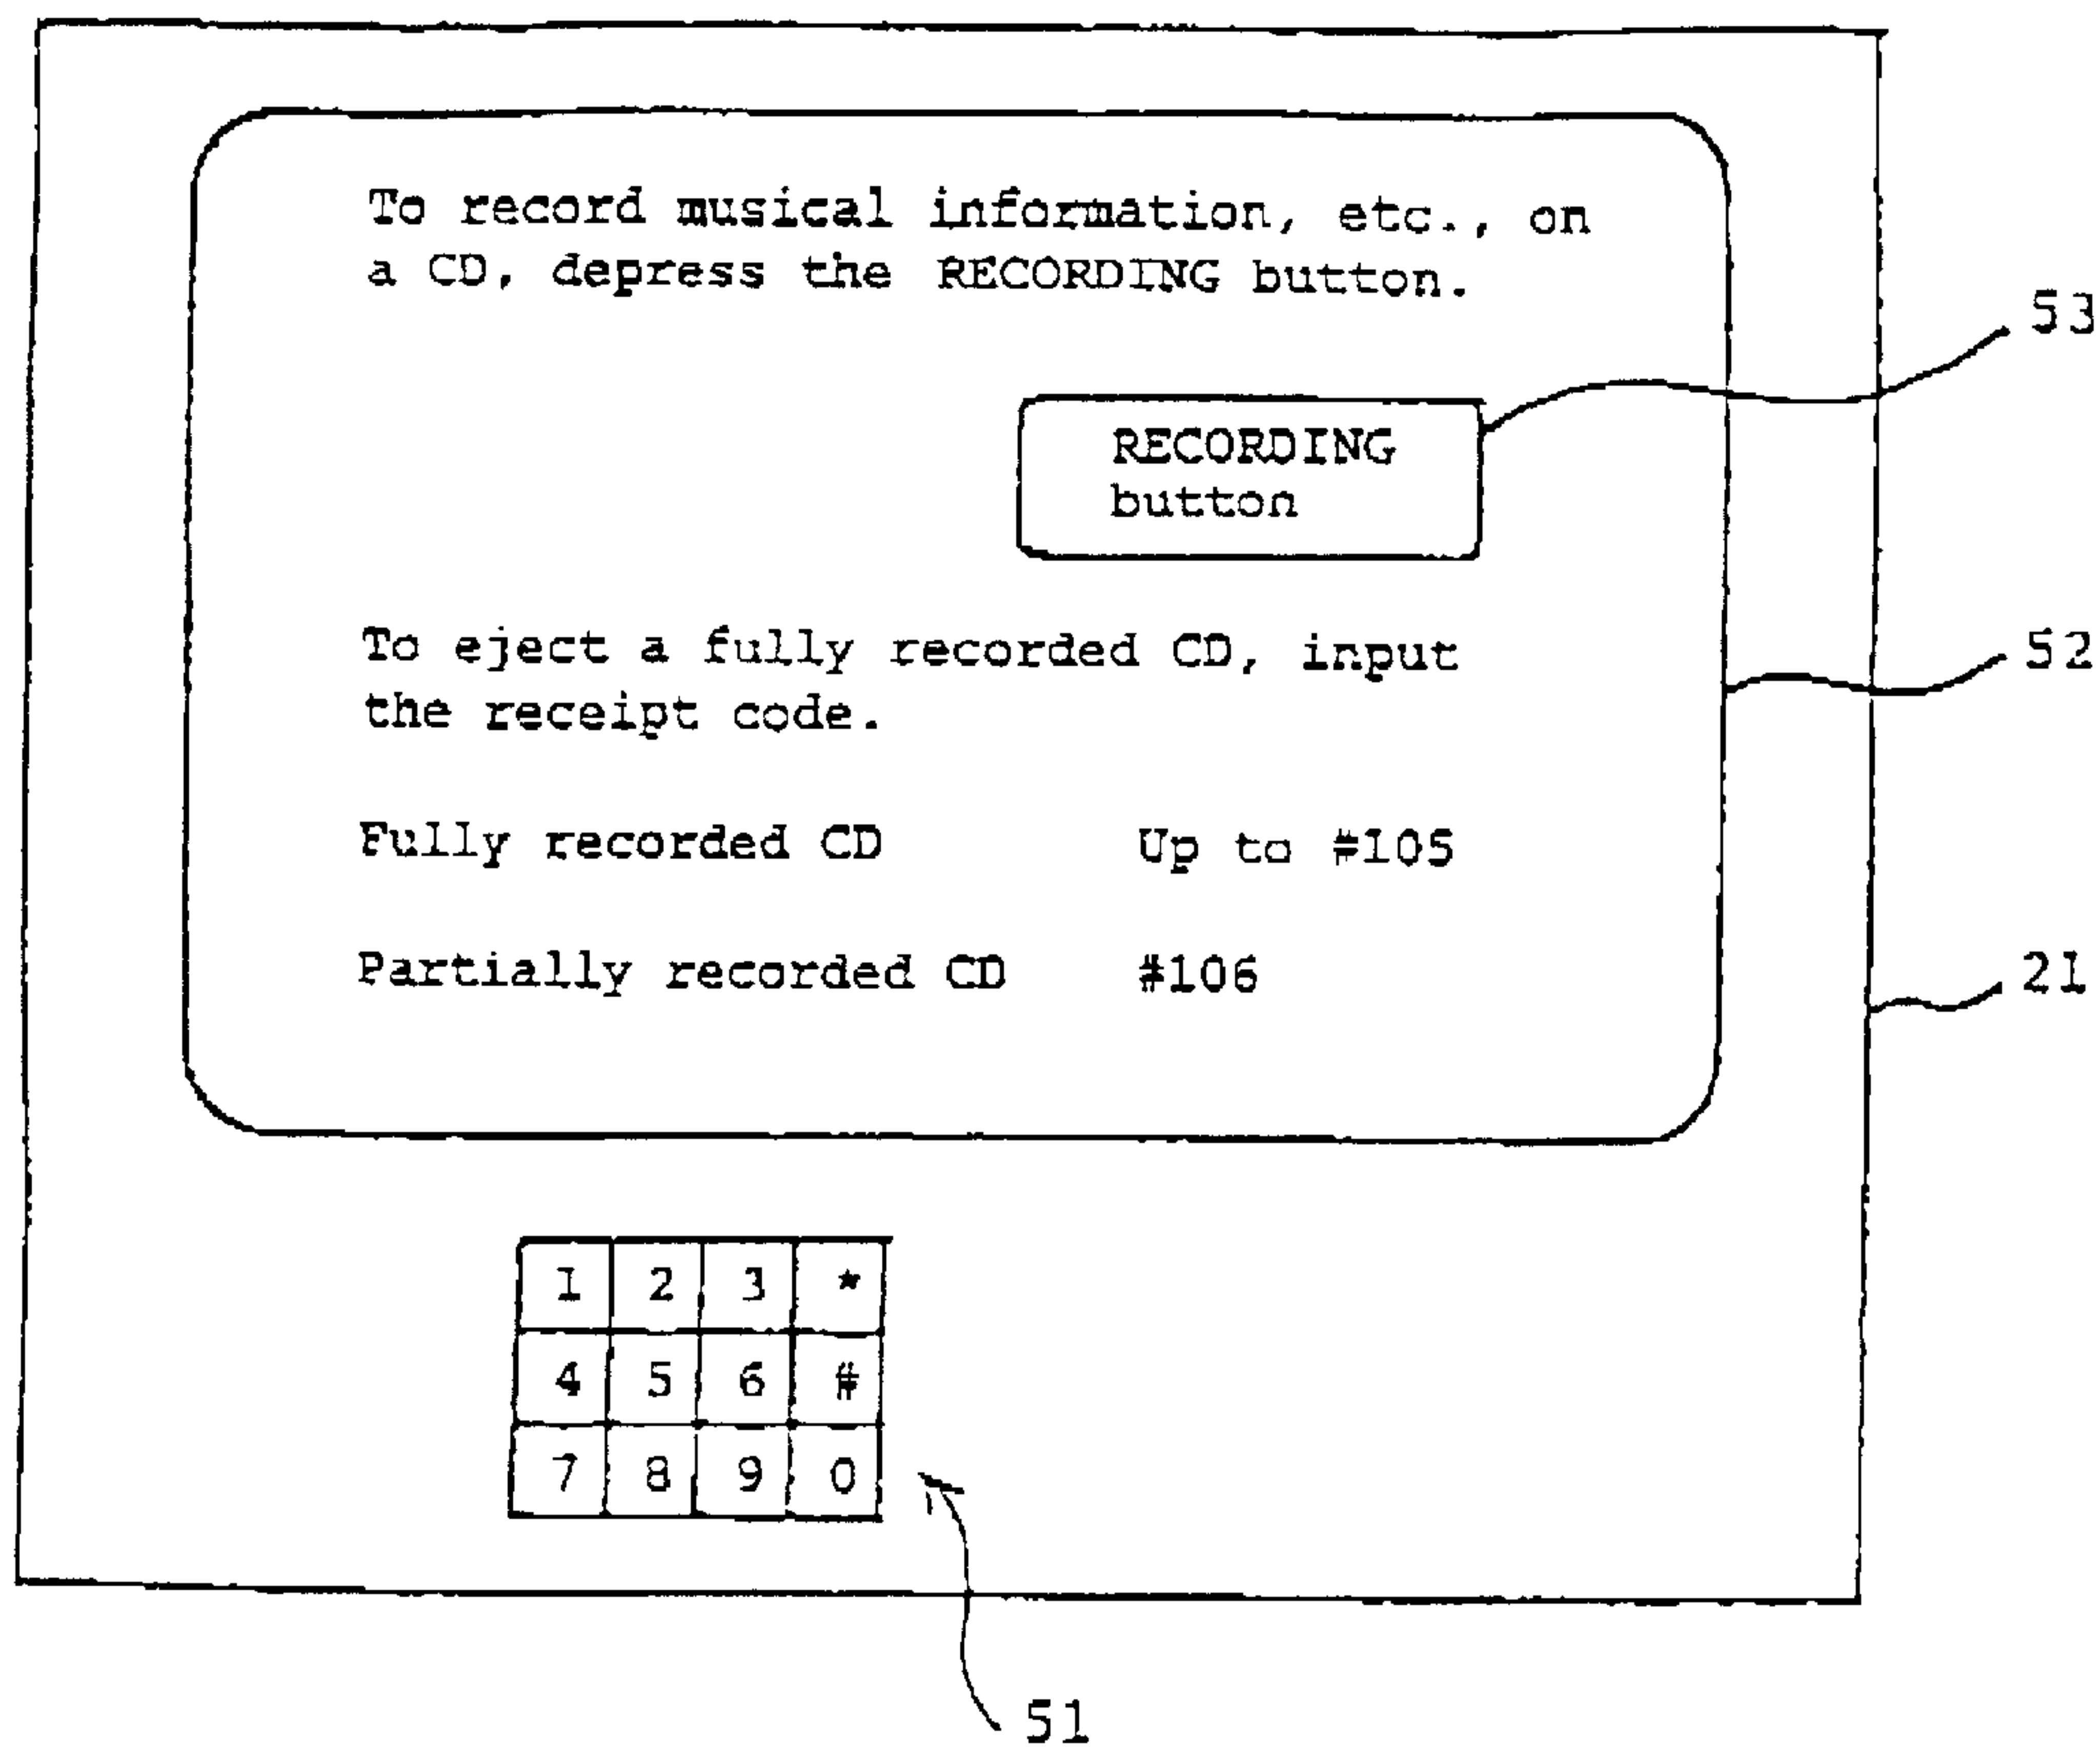 To record musical information, etc., on
a CD, depress the RECORDING button.
53
RECORDING
button
To eject a fully recorded CD, input
the receipt code.
52
Fully recorded CD Up to #105
Partially recorded CD #106
21
1 2 3 *
4 5 6 #
7 8 9 0
51